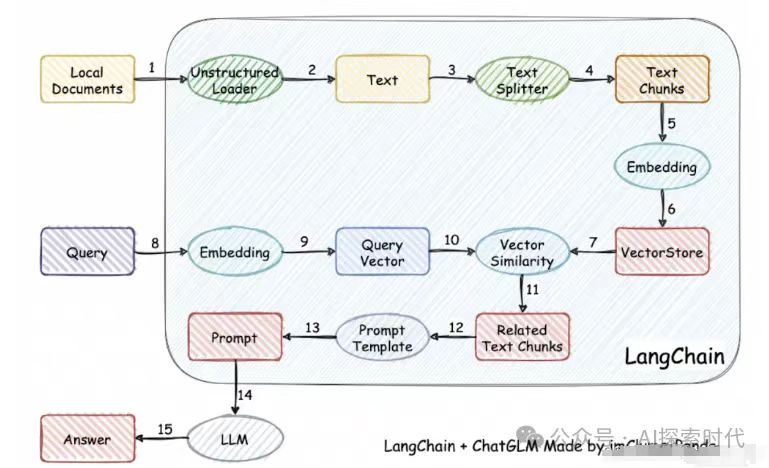 Local
Documents
1
Unstructured
Loader
2
Text
3
Text
Splitter
4
Text
Chunks
5
Embedding
6
Query
8
Embedding
9
Query
Vector
10
Vector
Similarity
7
VectorStore
11
Prompt
13
Prompt
Template
12
Related
Text Chunks
LangChain
14
Answer
15
LLM
公众号 · AI探索时代
LangChain + ChatGLM Made by